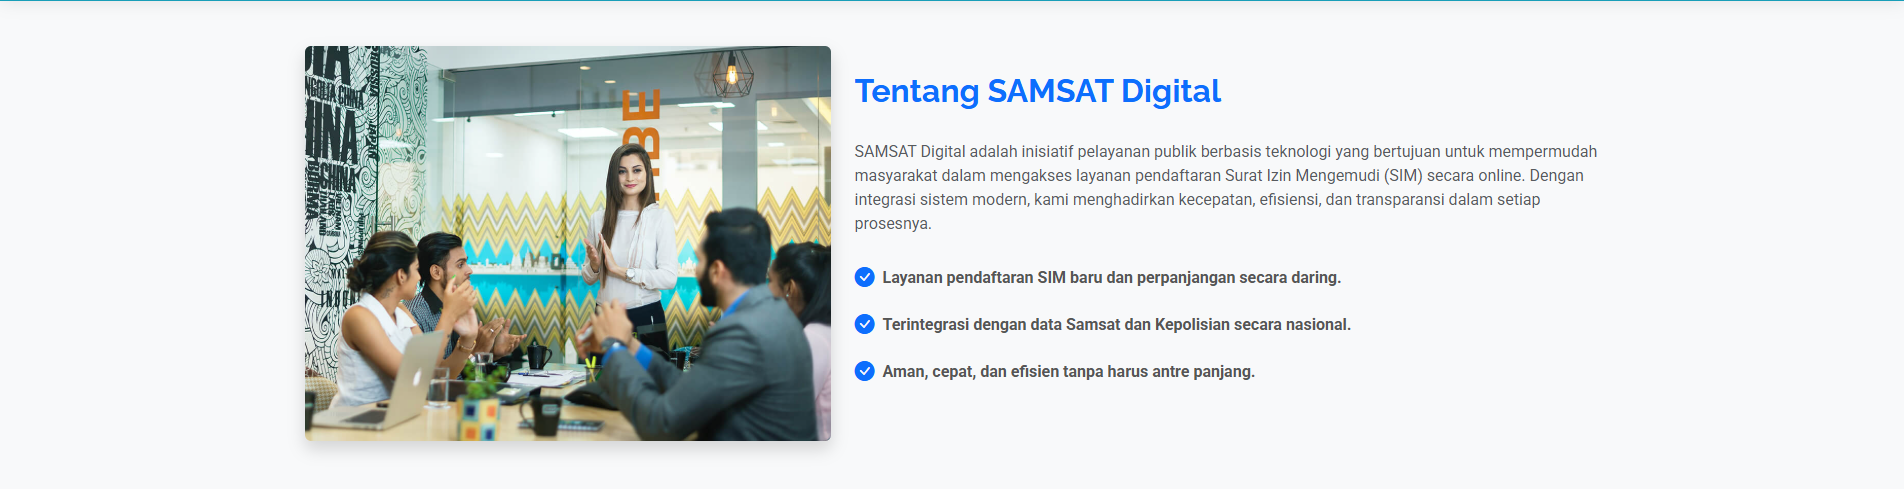 Tentang SAMSAT Digital
SAMSAT Digital adalah inisiatif pelayanan publik berbasis teknologi yang bertujuan untuk mempermudah
masyarakat dalam mengakses layanan pendaftaran Surat Izin Mengemudi (SIM) secara online. Dengan
integrasi sistem modern, kami menghadirkan kecepatan, efisiensi, dan transparansi dalam setiap
prosesnya.
Layanan pendaftaran SIM baru dan perpanjangan secara daring.
Terintegrasi dengan data Samsat dan Kepolisian secara nasional.
Aman, cepat, dan efisien tanpa harus antre panjang.
CHINA
CHINA